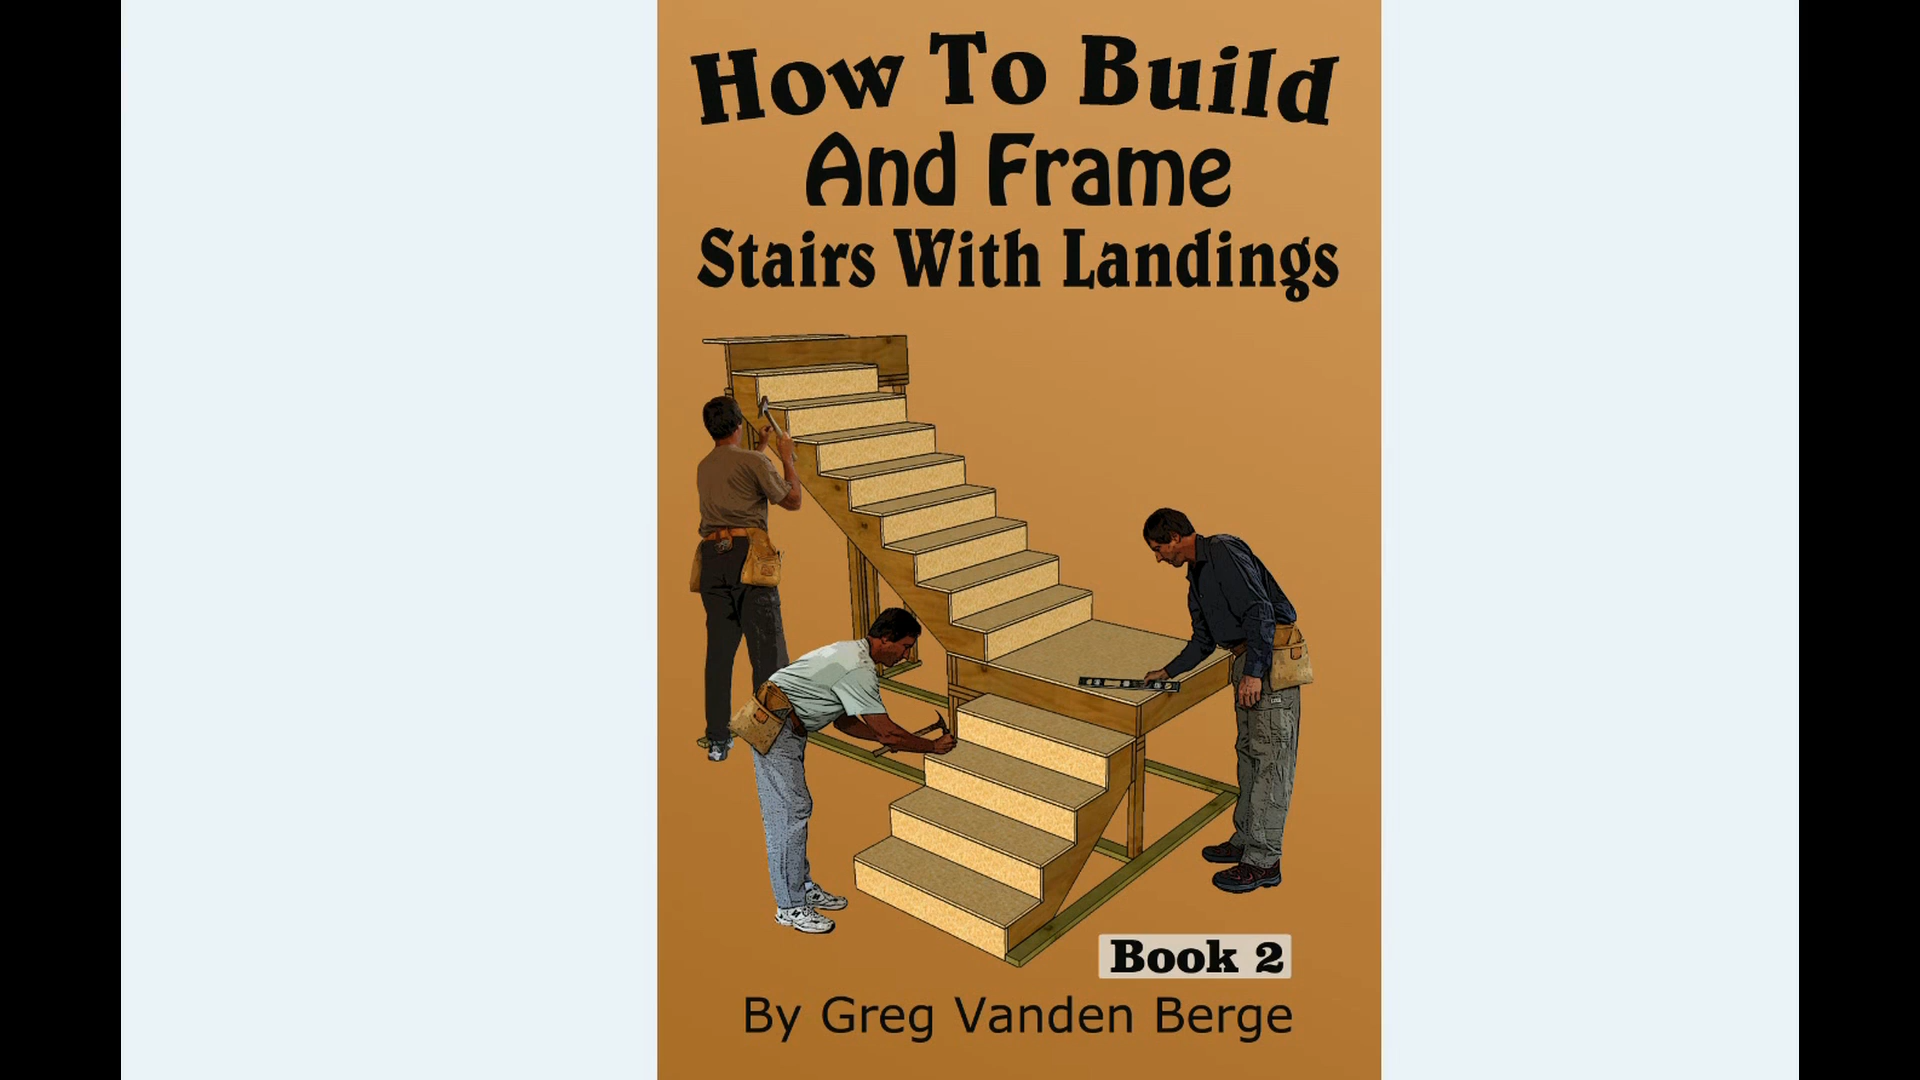 How To Build
And Frame
Stairs With Landings
Book 2
By Greg Vanden Berge